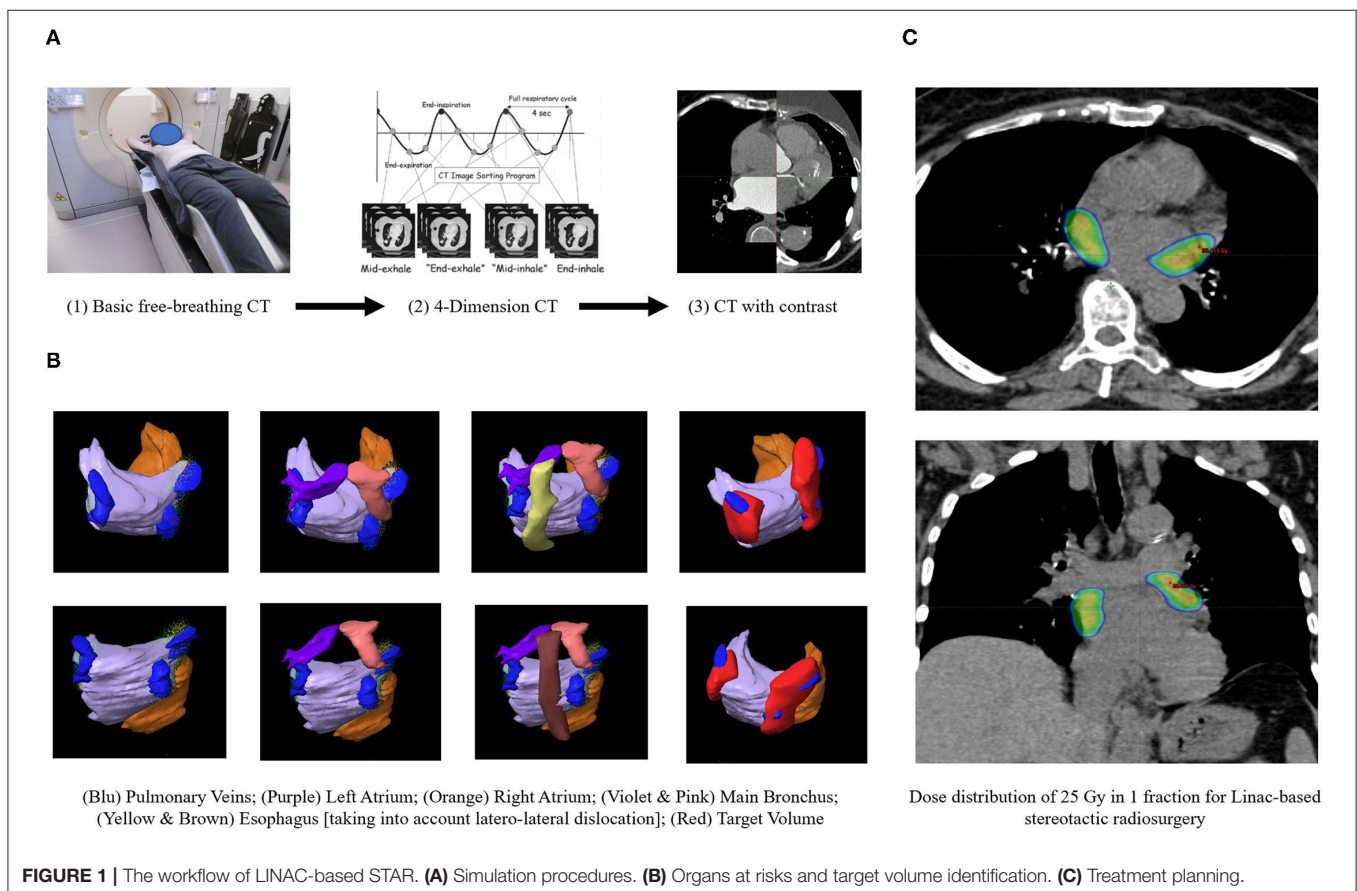 A
End-inspiration
Full respiratory cycle
4 sec
End-expiration
CT Image Sorting Program
Mid-exhale "End-exhale" "Mid-inhale" End-inhale
(1) Basic free-breathing CT (2) 4-Dimension CT (3) CT with contrast
B
(Blu) Pulmonary Veins; (Purple) Left Atrium; (Orange) Right Atrium; (Violet & Pink) Main Bronchus;
(Yellow & Brown) Esophagus [taking into account latero-lateral dislocation]; (Red) Target Volume
C
Dose distribution of 25 Gy in 1 fraction for Linac-based
stereotactic radiosurgery
FIGURE 1 | The workflow of LINAC-based STAR. (A) Simulation procedures. (B) Organs at risks and target volume identification. (C) Treatment planning.